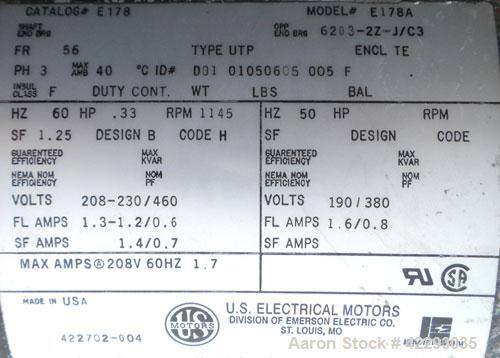 CATALOG# E178 MODEL# E178A
SHAFT END BRG OPP END BRG 6203-2Z-J/C3
FR 56 TYPE UTP ENCL TE
PH 3 MAX AMB 40 °C ID# D01 01050605 005 F
INSUL CLASS F DUTY CONT. WT LBS BAL
HZ 60 HP .33 RPM 1145
SF 1.25 DESIGN B CODE H
GUARENTEED EFFICIENCY MAX KVAR
NEMA NOM EFFICIENCY NOM PF
VOLTS 208-230/460
FL AMPS 1.3-1.2/0.6
SF AMPS 1.4/0.7
MAX AMPS@208V 60HZ 1.7
HZ 50 HP RPM
SF DESIGN CODE
GUARENTEED EFFICIENCY MAX KVAR
NEMA NOM EFFICIENCY NOM PF
VOLTS 190/380
FL AMPS 1.6/0.8
SF AMPS
MADE IN USA
422702-004
US MOTORS
U.S. ELECTRICAL MOTORS
DIVISION OF EMERSON ELECTRIC CO.
ST. LOUIS, MO
Aaron Stock #